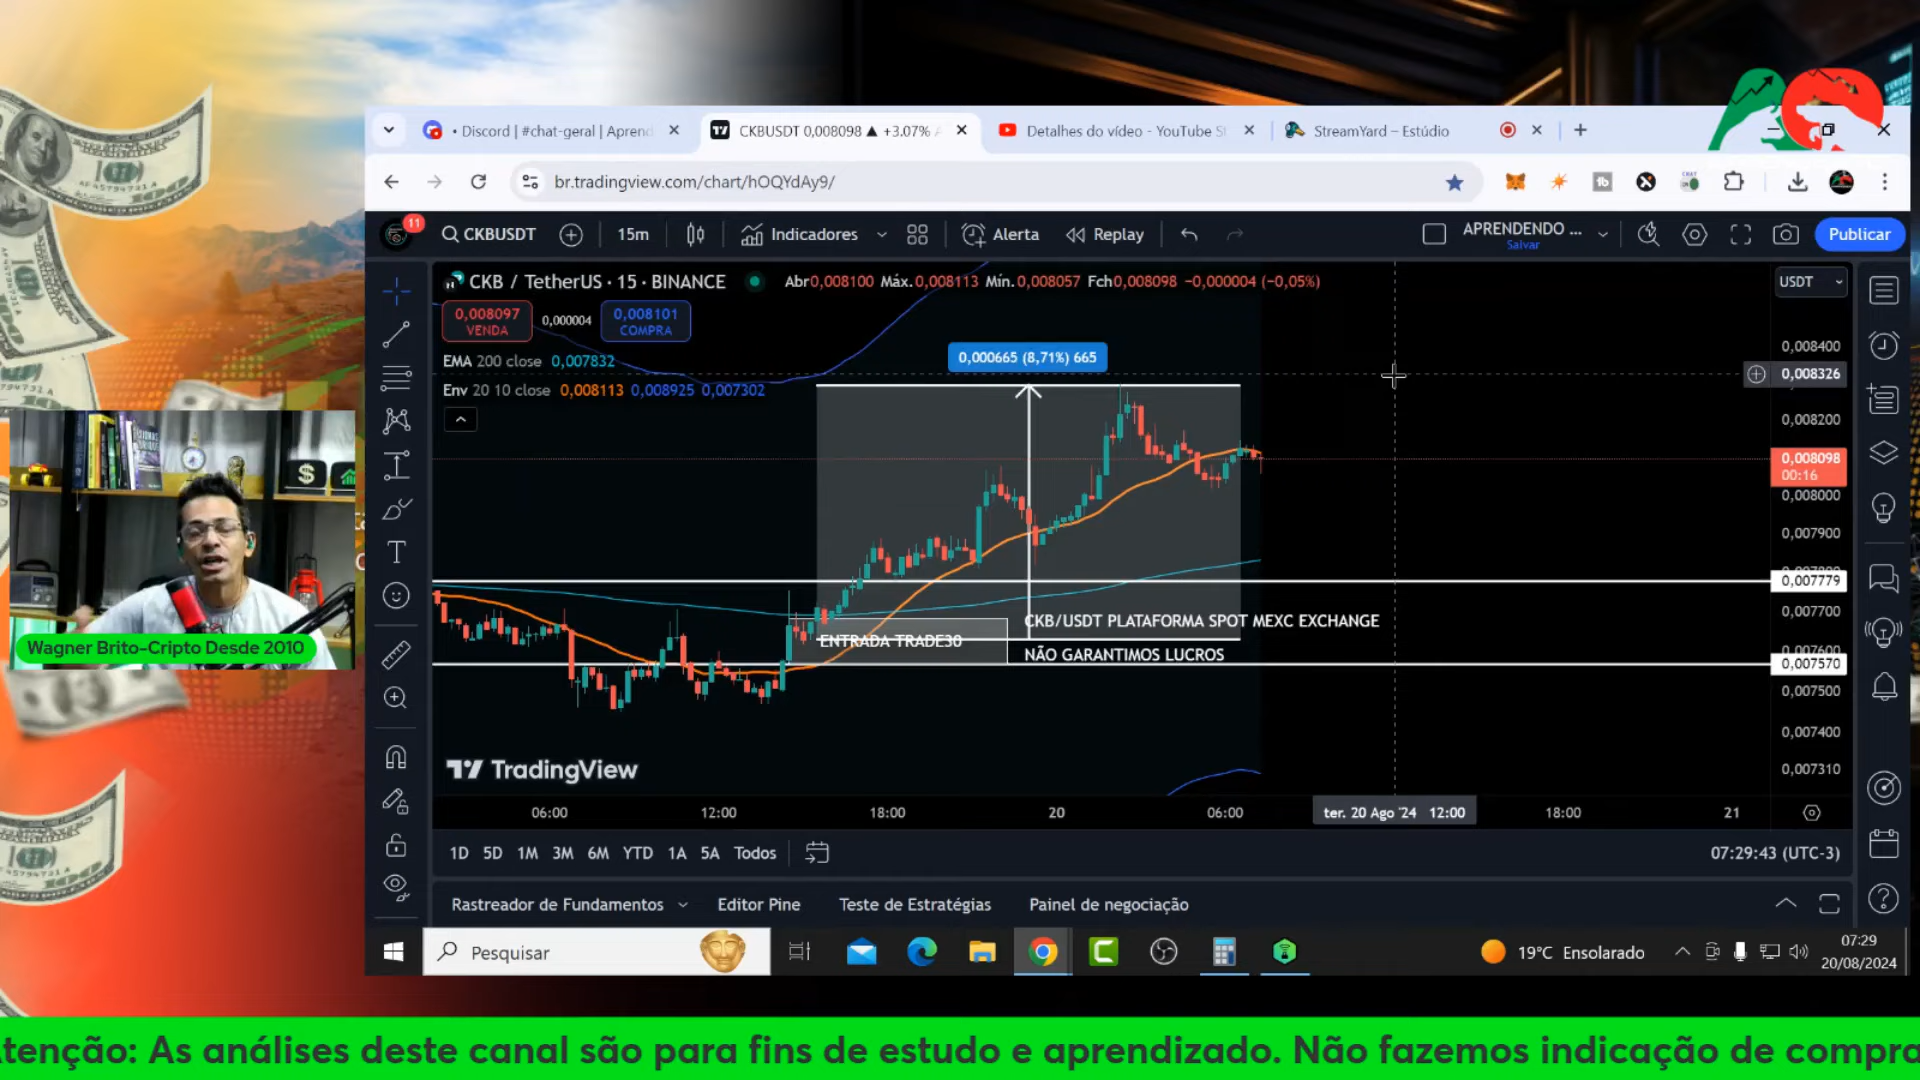 • Discord | #chat-geral | Aprend
CKBUSDT 0,008098 ▲ +3.07%
Detalhes do vídeo - YouTube St
StreamYard – Estúdio
br.tradingview.com/chart/hOQYdAy9/
11
CKBUSDT
15m
Indicadores
Alerta
Replay
APRENDENDO ...
Salvar
Publicar
CKB / TetherUS · 15 · BINANCE
Abr0,008100 Máx.0,008113 Mín.0,008057 Fch0,008098 −0,000004 (−0,05%)
USDT
0,008097
VENDA
0,000004
0,008101
COMPRA
EMA 200 close 0,007832
Env 20 10 close 0,008113 0,008925 0,007302
0,000665 (8,71%) 665
0,008400
0,008326
0,008200
0,008098
00:16
0,008000
0,007900
0,007779
0,007700
0,007600
0,007570
0,007500
0,007400
0,007310
CKB/USDT PLATAFORMA SPOT MEXC EXCHANGE
ENTRADA TRADE30
NÃO GARANTIMOS LUCROS
Wagner Brito-Cripto Desde 2010
TradingView
06:00
12:00
18:00
20
06:00
ter. 20 Ago '24 12:00
18:00
21
1D 5D 1M 3M 6M YTD 1A 5A Todos
07:29:43 (UTC-3)
Rastreador de Fundamentos
Editor Pine
Teste de Estratégias
Painel de negociação
Pesquisar
19°C Ensolarado
07:29
20/08/2024
tenção: As análises deste canal são para fins de estudo e aprendizado. Não fazemos indicação de compra